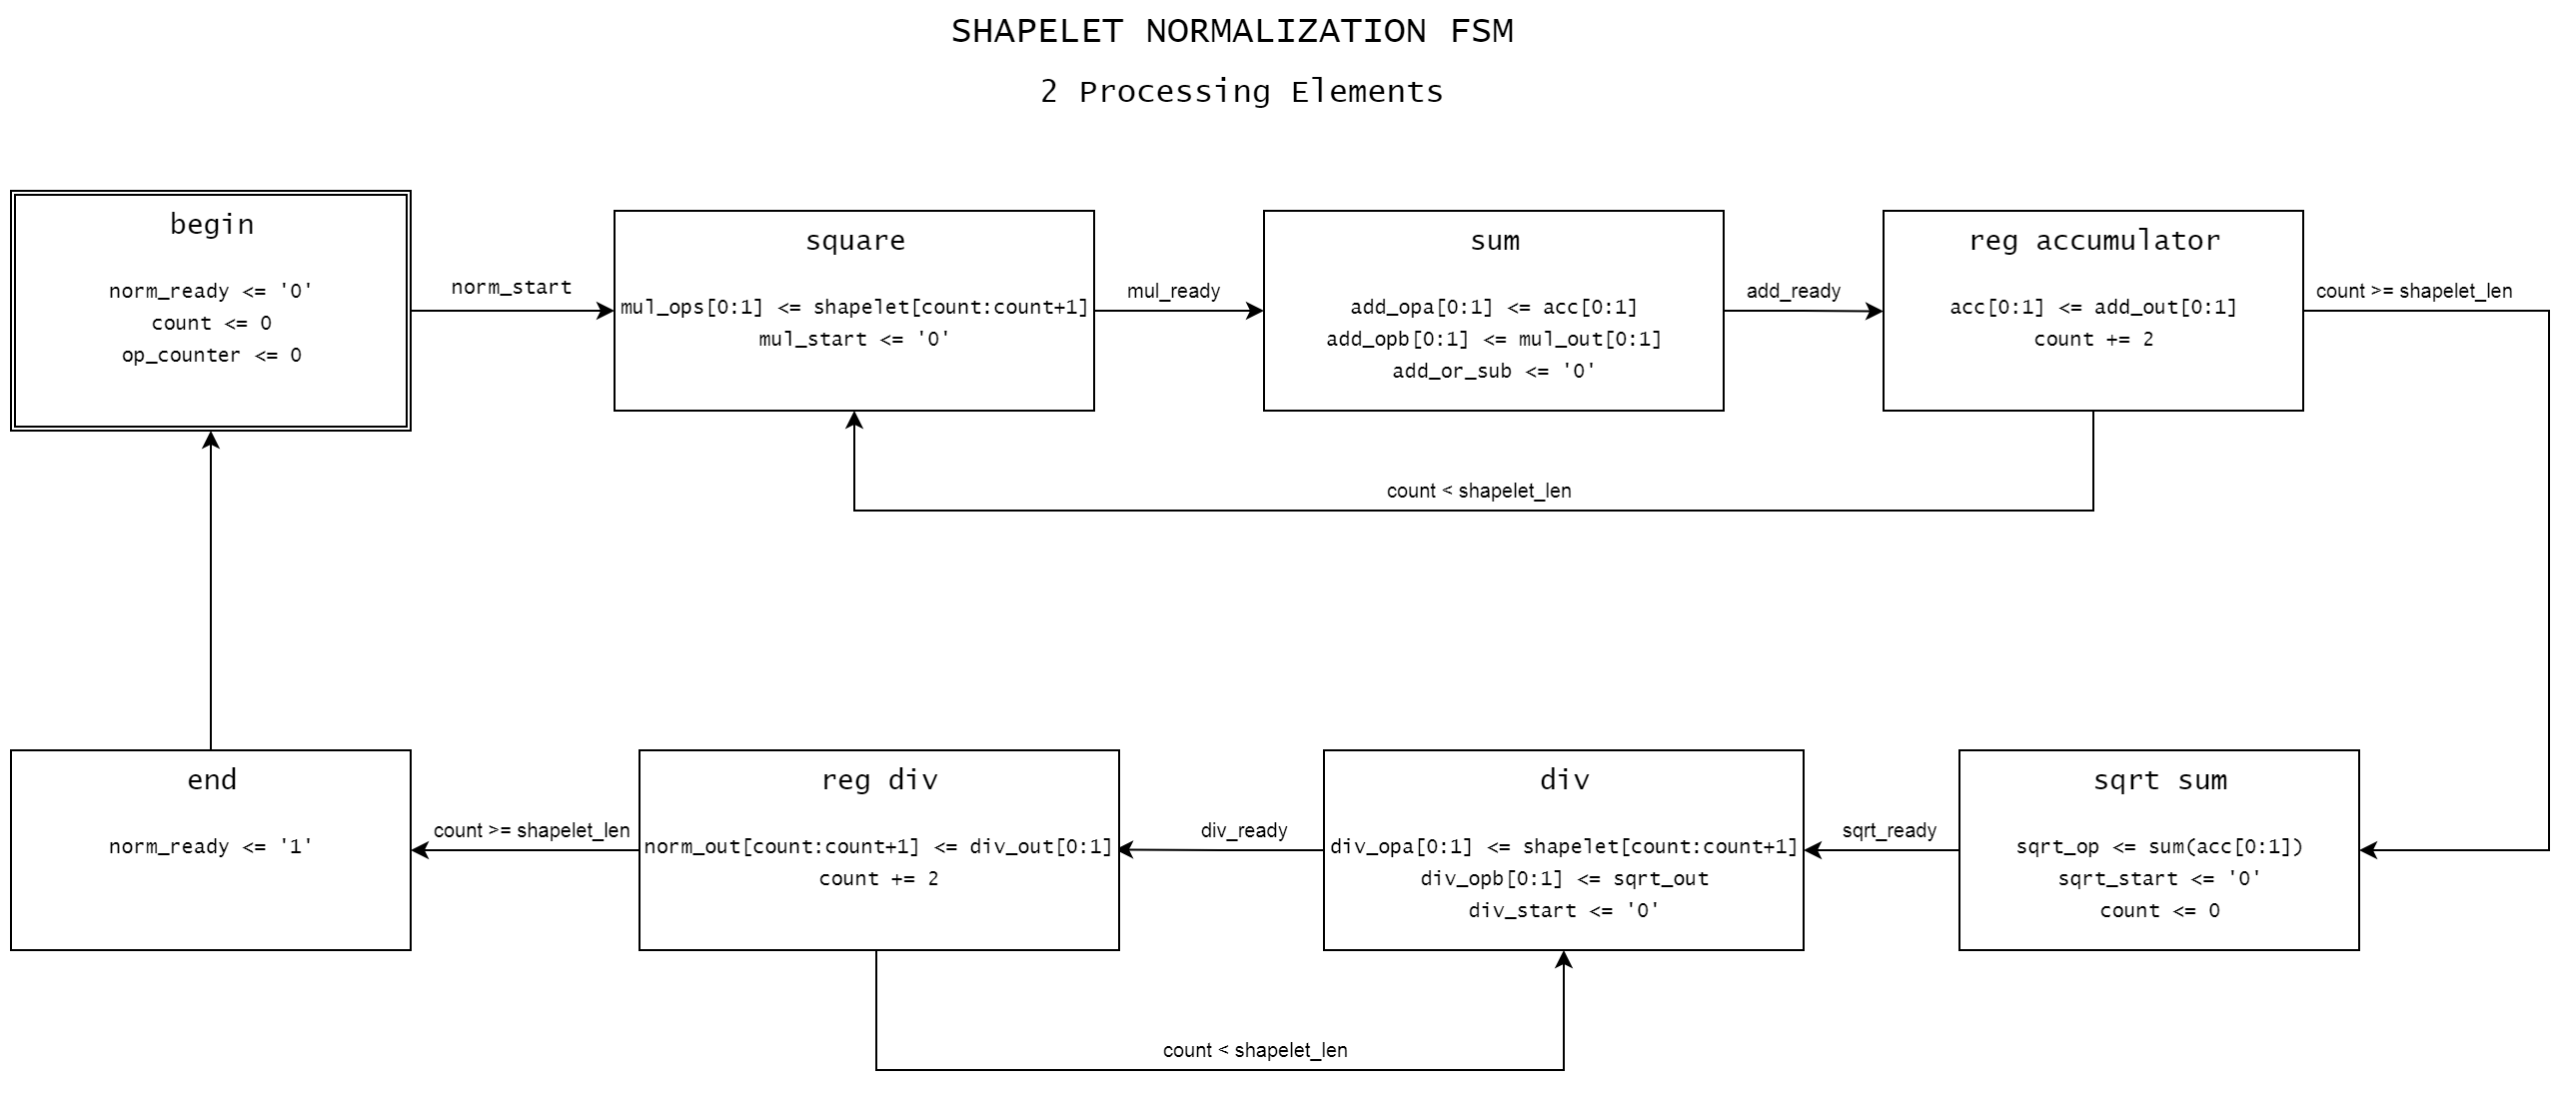 SHAPELET NORMALIZATION FSM
2 Processing Elements
begin
norm_ready <= '0'
count <= 0
op_counter <= 0
norm_start
square
mul_ops[0:1] <= shapelet[count:count+1]
mul_start <= '0'
mul_ready
sum
add_opa[0:1] <= acc[0:1]
add_opb[0:1] <= mul_out[0:1]
add_or_sub <= '0'
add_ready
reg accumulator
acc[0:1] <= add_out[0:1]
count += 2
count >= shapelet_len
count < shapelet_len
end
norm_ready <= '1'
count >= shapelet_len
reg div
norm_out[count:count+1] <= div_out[0:1]
count += 2
div_ready
div
div_opa[0:1] <= shapelet[count:count+1]
div_opb[0:1] <= sqrt_out
div_start <= '0'
sqrt_ready
sqrt sum
sqrt_op <= sum(acc[0:1])
sqrt_start <= '0'
count <= 0
count < shapelet_len